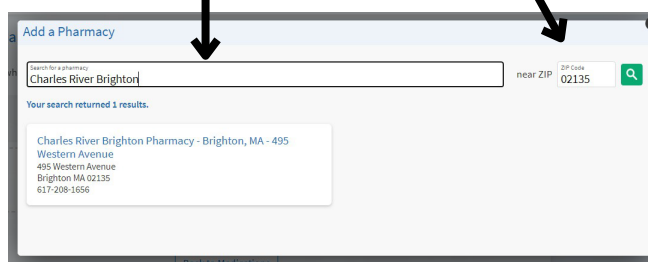 Add a Pharmacy
Search for a pharmacy
Charles River Brighton
near ZIP
ZIP Code
02135
Your search returned 1 results.
Charles River Brighton Pharmacy - Brighton, MA - 495
Western Avenue
495 Western Avenue
Brighton MA 02135
617-208-1656